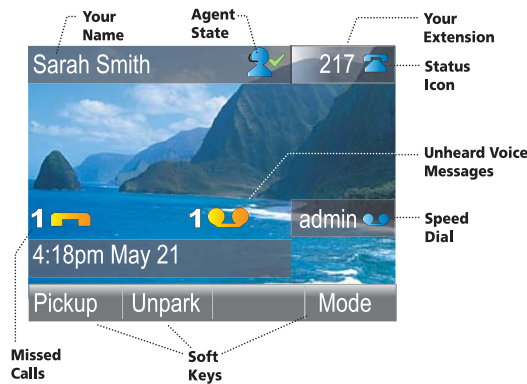 Your Name
Agent State
Your Extension
Sarah Smith
217
Status Icon
Unheard Voice Messages
1
1
admin
Speed Dial
4:18pm May 21
Pickup
Unpark
Mode
Missed Calls
Soft Keys